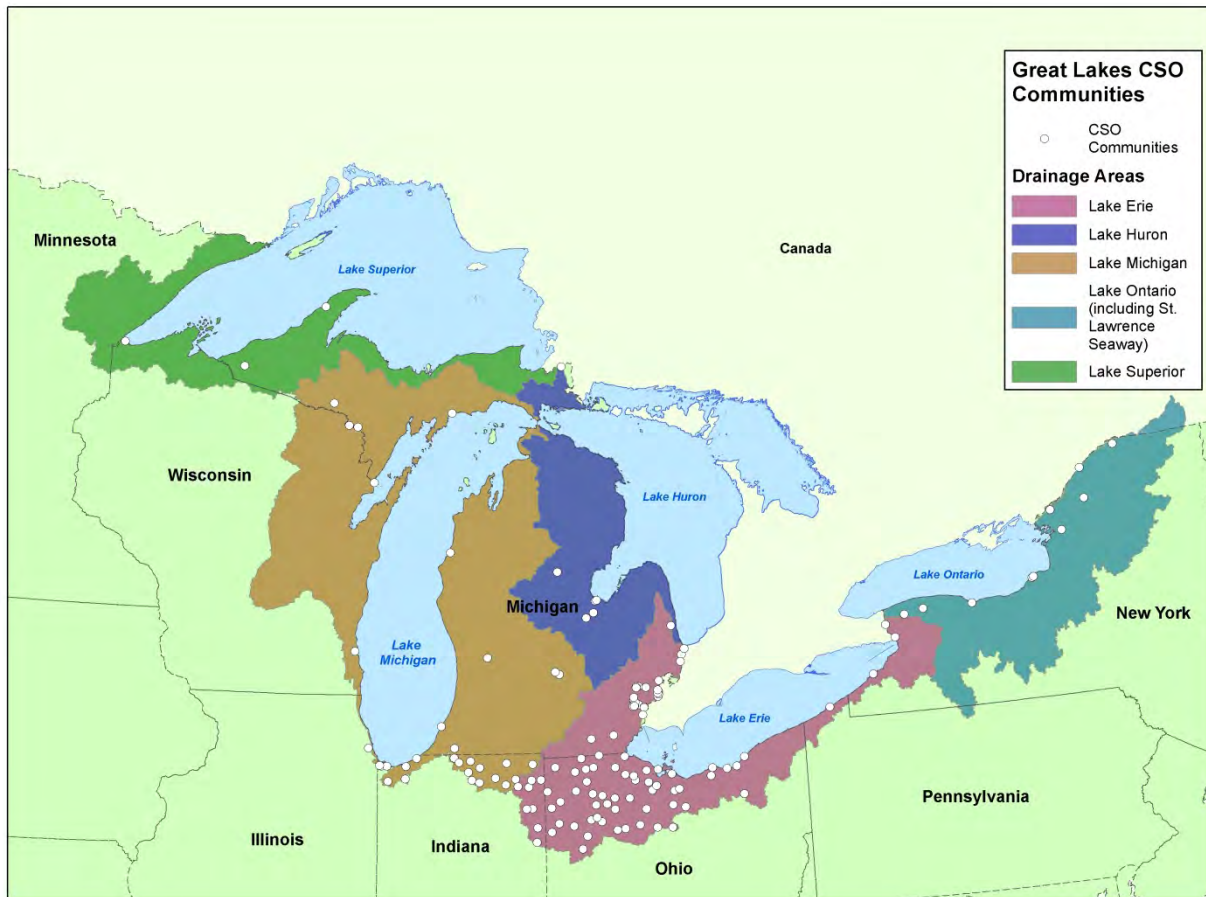 Great Lakes CSO
Communities
CSO
Communities
Drainage Areas
Lake Erie
Lake Huron
Lake Michigan
Lake Ontario
(including St.
Lawrence
Seaway)
Lake Superior
Minnesota
Canada
Lake Superior
Wisconsin
Lake Huron
Lake Ontario
Michigan
New York
Lake
Michigan
Lake Erie
Pennsylvania
Illinois
Indiana
Ohio